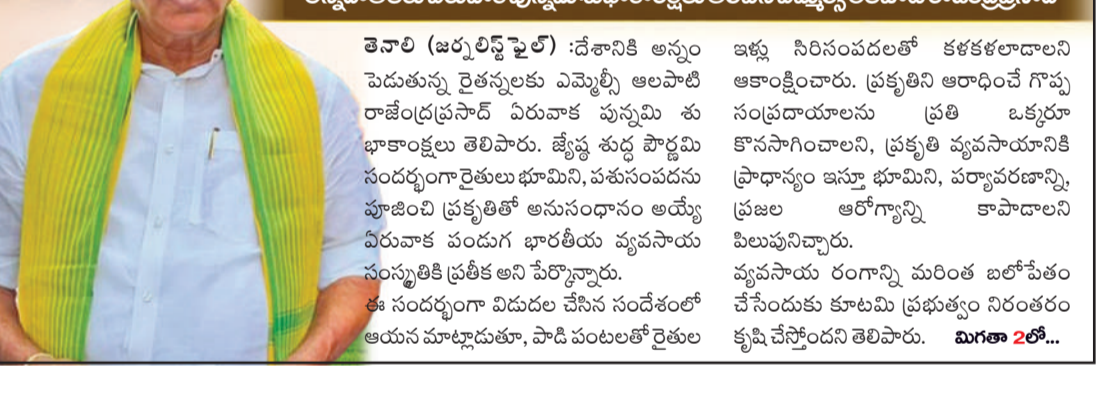 తెనాలి (జర్నలిస్ట్ ఫైల్) :దేశానికి అన్నం
పెడుతున్న రైతన్నలకు ఎమ్మెల్సీ ఆలపాటి
రాజేంద్రప్రసాద్ ఏరువాక పున్నమి శు
భాకాంక్షలు తెలిపారు. జ్యేష్ఠ శుద్ధ పౌర్ణమి
సందర్భంగా రైతులు భూమిని, పశుసంపదను
పూజించి ప్రకృతితో అనుసంధానం అయ్యే
ఏరువాక పండుగ భారతీయ వ్యవసాయ
సంస్కృతికి ప్రతీక అని పేర్కొన్నారు.
ఈ సందర్భంగా విడుదల చేసిన సందేశంలో
ఆయన మాట్లాడుతూ, పాడి పంటలతో రైతుల
ఇళ్లు సిరిసంపదలతో కళకళలాడాలని
ఆకాంక్షించారు. ప్రకృతిని ఆరాధించే గొప్ప
సంప్రదాయాలను ప్రతి ఒక్కరూ
కొనసాగించాలని, ప్రకృతి వ్యవసాయానికి
ప్రాధాన్యం ఇస్తూ భూమిని, పర్యావరణాన్ని,
ప్రజల ఆరోగ్యాన్ని కాపాడాలని
పిలుపునిచ్చారు.
వ్యవసాయ రంగాన్ని మరింత బలోపేతం
చేసేందుకు కూటమి ప్రభుత్వం నిరంతరం
కృషి చేస్తోందని తెలిపారు. మిగతా 2లో...